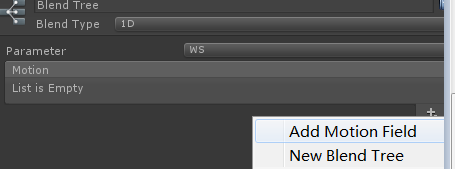 Blend Tree
Blend Type 1D
Parameter WS
Motion
List is Empty
+
Add Motion Field
New Blend Tree